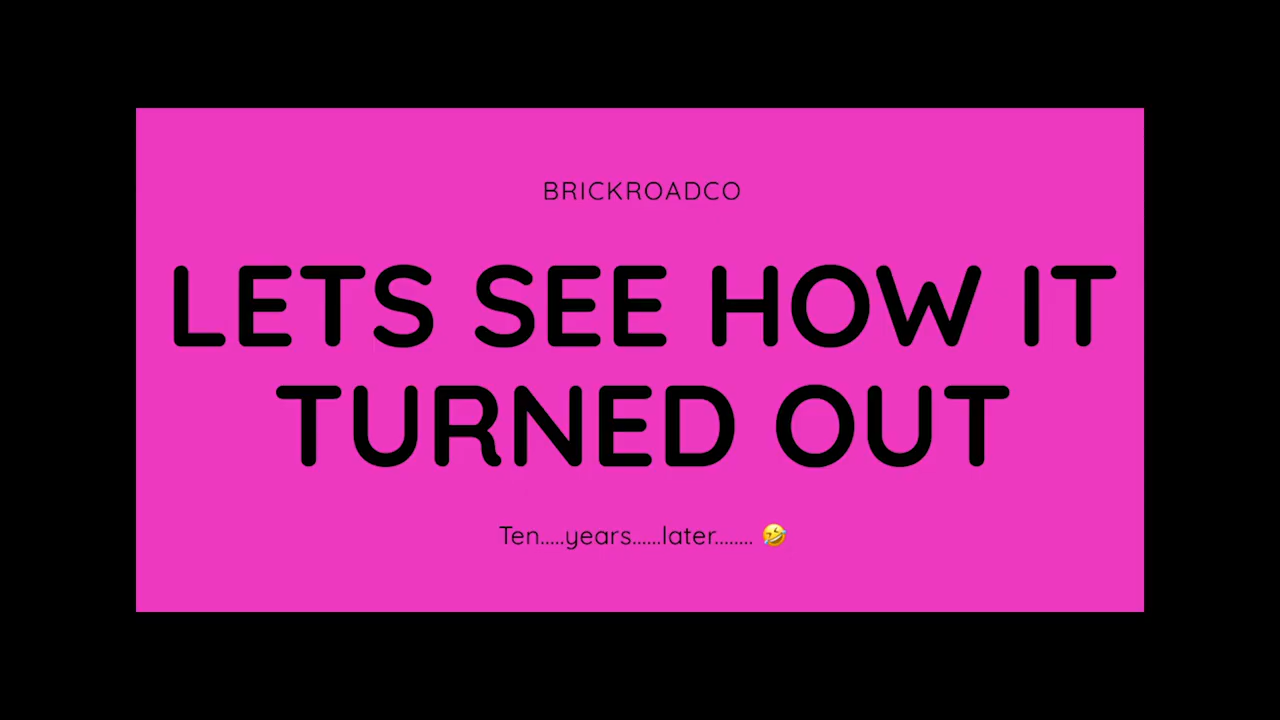 BRICKROADCO
LETS SEE HOW IT
TURNED OUT
Ten.....years......later........ 🤣